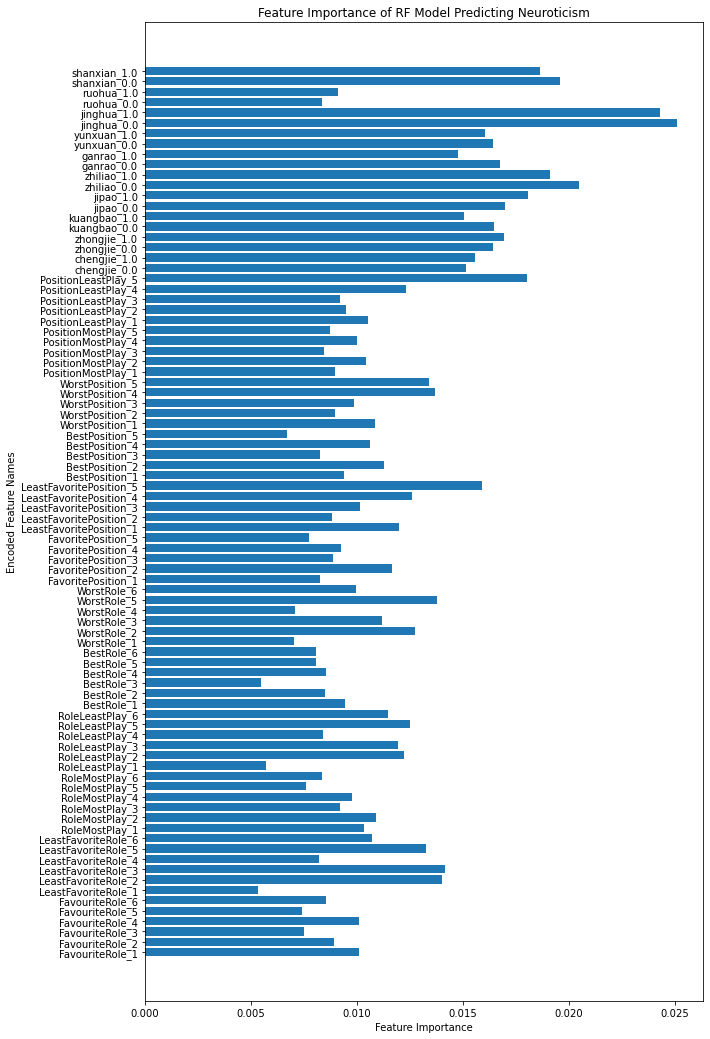 Feature Importance of RF Model Predicting Neuroticism
shanxian_1.0
shanxian_0.0
ruohua_1.0
ruohua_0.0
jinghua_1.0
jinghua_0.0
yunxuan_1.0
yunxuan_0.0
ganrao_1.0
ganrao_0.0
zhiliao_1.0
zhiliao_0.0
jipao_1.0
jipao_0.0
kuangbao_1.0
kuangbao_0.0
zhongjie_1.0
zhongjie_0.0
chengjie_1.0
chengjie_0.0
PositionLeastPlay_5
PositionLeastPlay_4
PositionLeastPlay_3
PositionLeastPlay_2
PositionLeastPlay_1
PositionMostPlay_5
PositionMostPlay_4
PositionMostPlay_3
PositionMostPlay_2
PositionMostPlay_1
WorstPosition_5
WorstPosition_4
WorstPosition_3
WorstPosition_2
WorstPosition_1
BestPosition_5
BestPosition_4
BestPosition_3
BestPosition_2
BestPosition_1
LeastFavoritePosition_5
LeastFavoritePosition_4
LeastFavoritePosition_3
LeastFavoritePosition_2
LeastFavoritePosition_1
FavoritePosition_5
FavoritePosition_4
FavoritePosition_3
FavoritePosition_2
FavoritePosition_1
WorstRole_6
WorstRole_5
WorstRole_4
WorstRole_3
WorstRole_2
WorstRole_1
BestRole_6
BestRole_5
BestRole_4
BestRole_3
BestRole_2
BestRole_1
RoleLeastPlay_6
RoleLeastPlay_5
RoleLeastPlay_4
RoleLeastPlay_3
RoleLeastPlay_2
RoleLeastPlay_1
RoleMostPlay_6
RoleMostPlay_5
RoleMostPlay_4
RoleMostPlay_3
RoleMostPlay_2
RoleMostPlay_1
LeastFavoriteRole_6
LeastFavoriteRole_5
LeastFavoriteRole_4
LeastFavoriteRole_3
LeastFavoriteRole_2
LeastFavoriteRole_1
FavouriteRole_6
FavouriteRole_5
FavouriteRole_4
FavouriteRole_3
FavouriteRole_2
FavouriteRole_1
Encoded Feature Names
0.000 0.005 0.010 0.015 0.020 0.025
Feature Importance